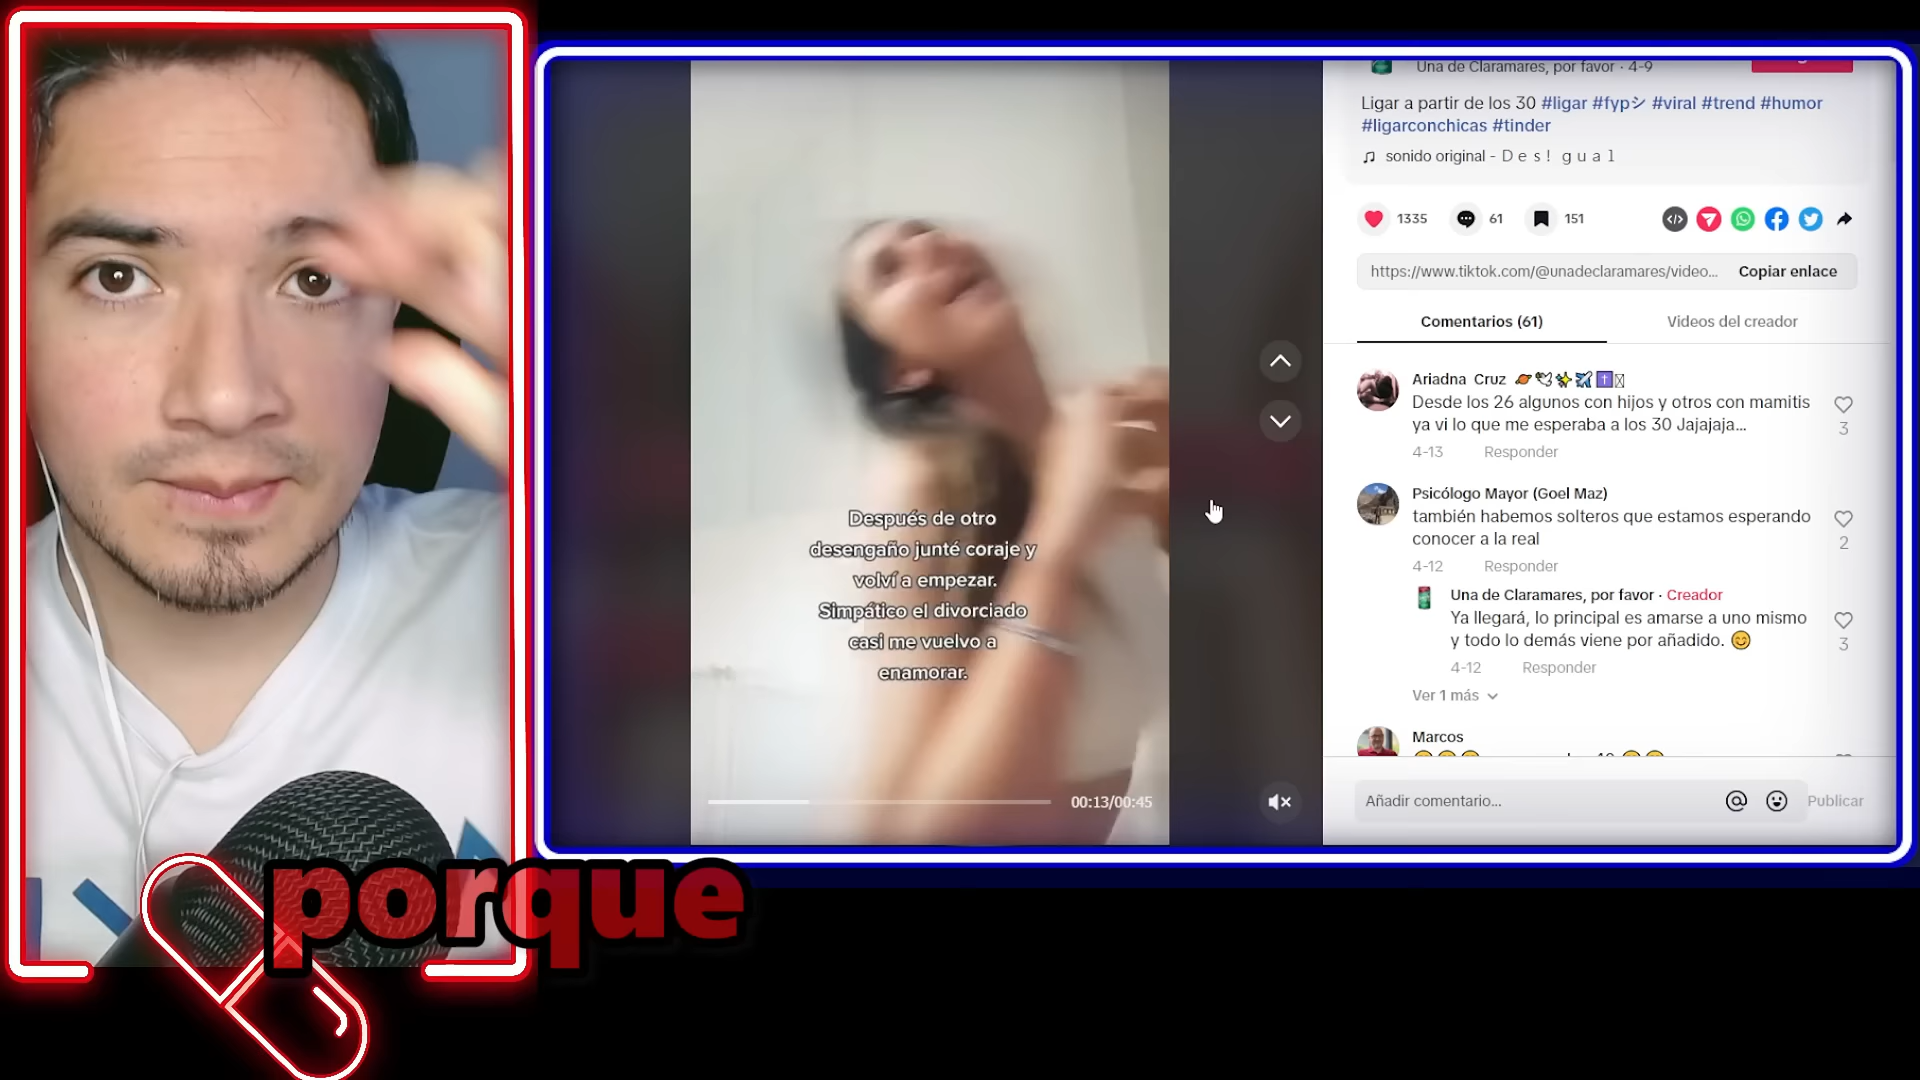 Una de Claramares, por favor · 4-9
Ligar a partir de los 30 #ligar #fypシ #viral #trend #humor
#ligarconchicas #tinder
sonido original - D e s ! g u a l
1335
61
151
https://www.tiktok.com/@unadeclaramares/video...
Copiar enlace
Comentarios (61)
Videos del creador
Ariadna Cruz 🪐🕊✨✈️✝️
Desde los 26 algunos con hijos y otros con mamitis
ya vi lo que me esperaba a los 30 Jajajaja...
3
4-13 Responder
Psicólogo Mayor (Goel Maz)
también habemos solteros que estamos esperando
conocer a la real
2
4-12 Responder
Una de Claramares, por favor · Creador
Ya llegará, lo principal es amarse a uno mismo
y todo lo demás viene por añadido. 😊
3
4-12 Responder
Ver 1 más
Marcos
Añadir comentario...
Publicar
Después de otro
desengaño junté coraje y
volví a empezar.
Simpático el divorciado
casi me vuelvo a
enamorar.
00:13/00:45
porque